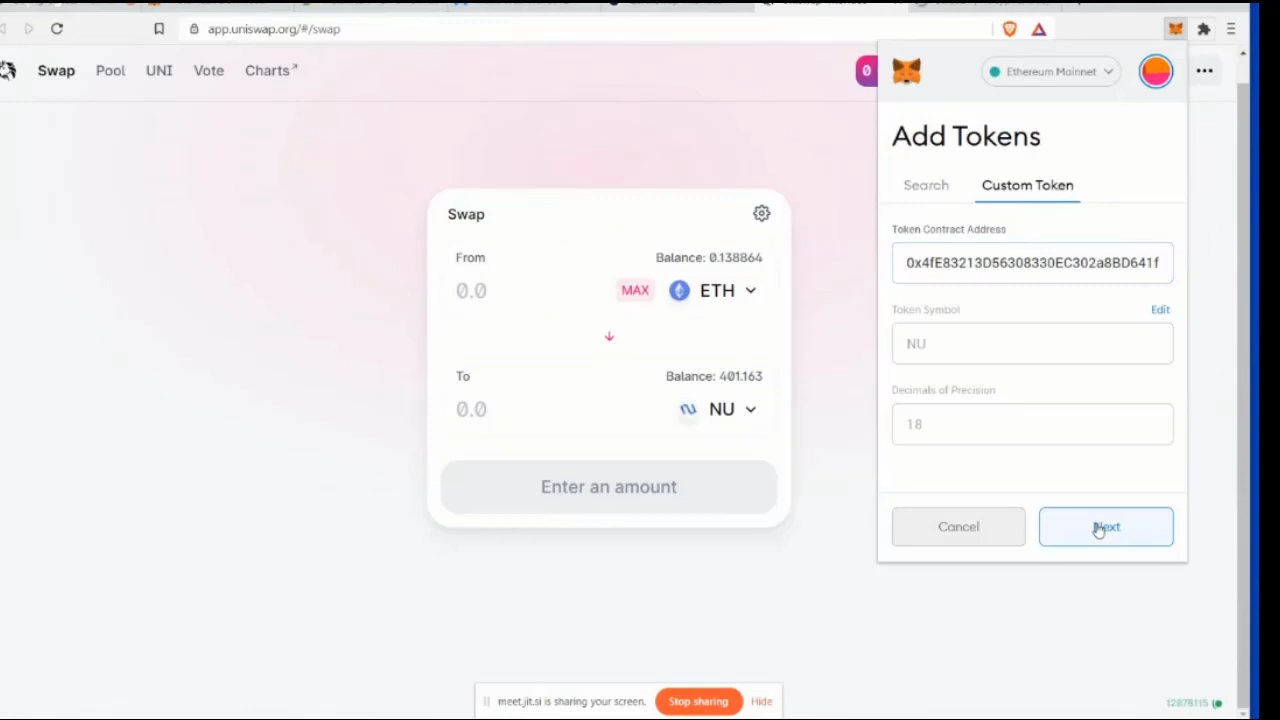 app.uniswap.org/#/swap
Swap
Pool
UNI
Vote
Charts↗
0
Ethereum Mainnet
Add Tokens
Search
Custom Token
Token Contract Address
0x4fE83213D56308330EC302a8BD641f
Token Symbol
Edit
NU
Decimals of Precision
18
Cancel
Next
Swap
From
Balance: 0.138864
0.0
MAX
ETH
To
Balance: 401.163
0.0
NU
Enter an amount
meet.jit.si is sharing your screen.
Stop sharing
Hide
12878115